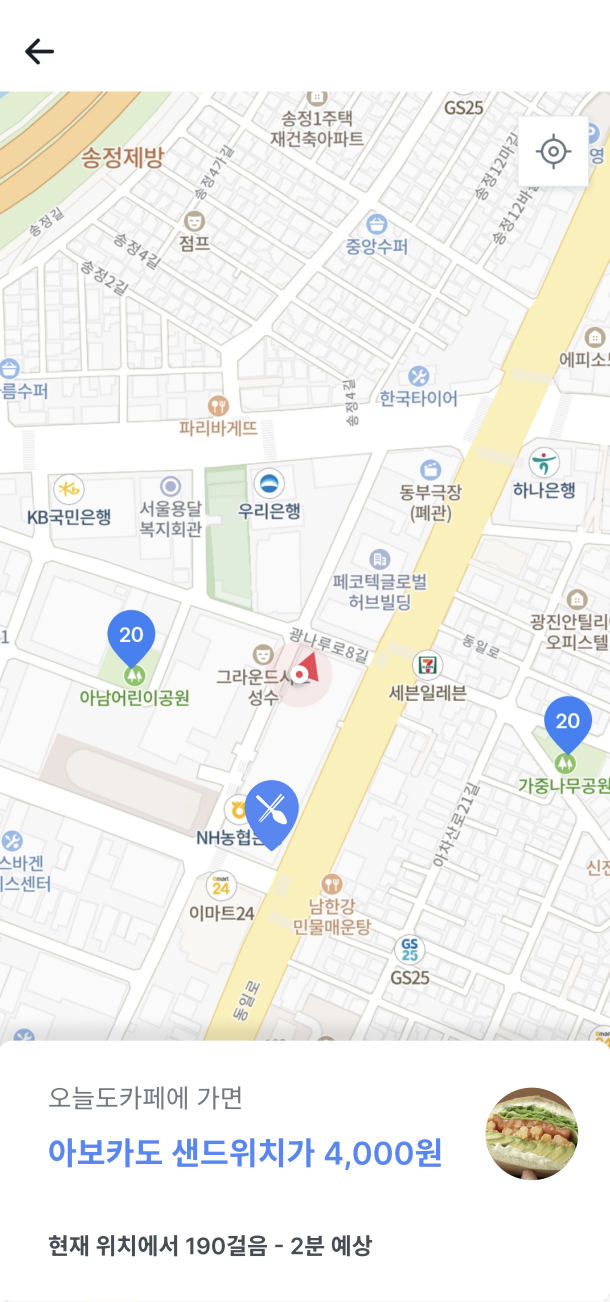 송정1주택
재건축아파트
GS25
송정제방
송정4가길
송정12마길
영
송정길
점프
송정4길
중앙수퍼
송정12바길
송정2길
에피소
름수퍼
한국타이어
송정4길
파리바게뜨
KB국민은행
서울용달
복지회관
우리은행
동부극장
(폐관)
하나은행
페코텍글로벌
허브빌딩
광진안틸리
오피스텔
20
1
광나루로8길
동일로
그라운드시
성수
아남어린이공원
7
세븐일레븐
20
가중나무공원
아차산로21길
NH농협은
스바겐
스센터
신진
emart
24
이마트24
남한강
민물매운탕
GS
25
GS25
동일로
오늘도카페에 가면
아보카도 샌드위치가 4,000원
현재 위치에서 190걸음 - 2분 예상